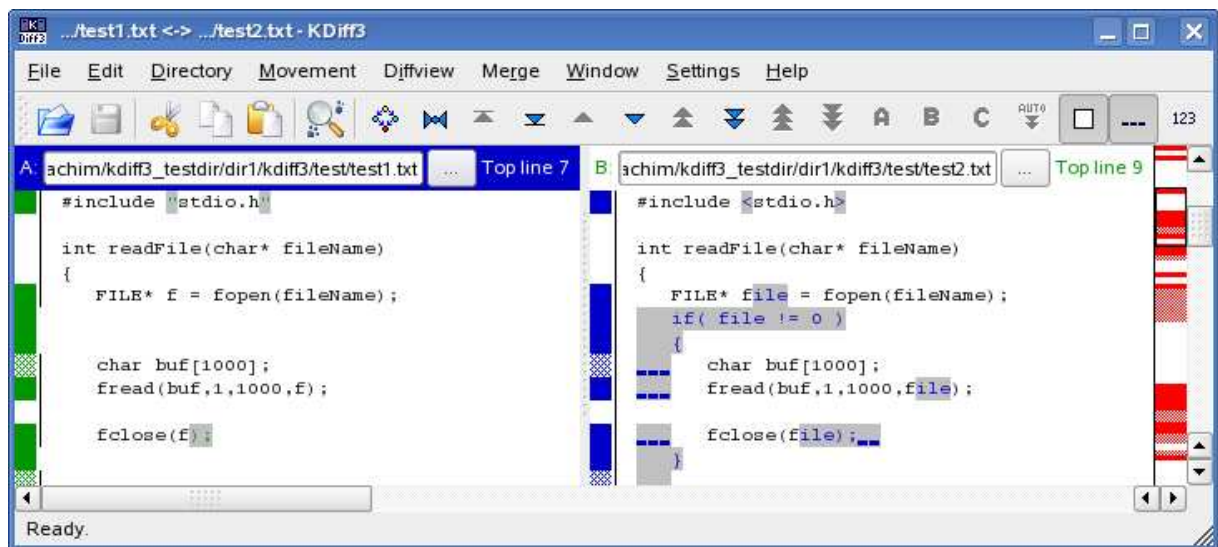 .../test1.txt <-> .../test2.txt - KDiff3
File Edit Directory Movement Diffview Merge Window Settings Help
A B C AUTO 123
A: achim/kdiff3_testdir/dir1/kdiff3/test/test1.txt ... Top line 7
#include "stdio.h"
int readFile(char* fileName)
{
FILE* f = fopen(fileName);
char buf[1000];
fread(buf,1,1000,f);
fclose(f);
B: achim/kdiff3_testdir/dir1/kdiff3/test/test2.txt ... Top line 9
#include <stdio.h>
int readFile(char* fileName)
{
FILE* file = fopen(fileName);
if( file != 0 )
{
char buf[1000];
fread(buf,1,1000,file);
fclose(file);
}
Ready.